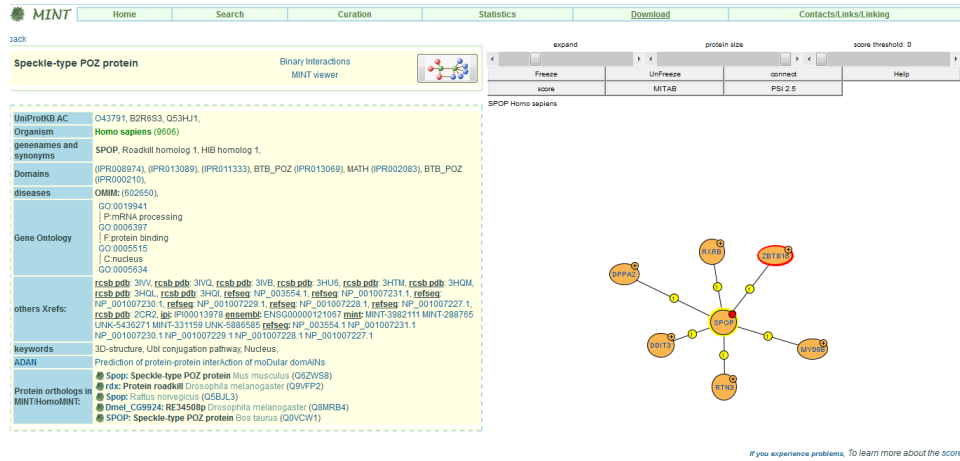 MINT
Home
Search
Curation
Statistics
Download
Contacts/Links/Linking
back
Speckle-type POZ protein
Binary Interactions
MINT viewer
expand
protein size
score threshold: 0
Freeze
UnFreeze
connect
Help
score
MITAB
PSI 2.5
SPOP Homo sapiens
UniProtKB AC
O43791, B2R6S3, Q53HJ1,
Organism
Homo sapiens (9606)
genenames and
synonyms
SPOP, Roadkill homolog 1, HIB homolog 1,
Domains
(IPR008974), (IPR013089), (IPR011333), BTB_POZ (IPR013069), MATH (IPR002083), BTB_POZ
(IPR000210),
diseases
OMIM: (602650),
Gene Ontology
GO:0019941
P:mRNA processing
GO:0006397
F:protein binding
GO:0005515
C:nucleus
GO:0005634
others Xrefs:
rcsb pdb: 3IVV, rcsb pdb: 3IVQ, rcsb pdb: 3IVB, rcsb pdb: 3HU6, rcsb pdb: 3HTM, rcsb pdb: 3HQM,
rcsb pdb: 3HQL, rcsb pdb: 3HQI, refseq: NP_003554.1, refseq: NP_001007231.1, refseq:
NP_001007230.1, refseq: NP_001007229.1, refseq: NP_001007228.1, refseq: NP_001007227.1,
rcsb pdb: 2CR2, ipi: IPI00013978 ensembl: ENSG00000121067 mint: MINT-3982411 MINT-288765
UNK-5436271 MINT-331159 UNK-5886585 refseq: NP_003554.1 NP_001007231.1
NP_001007230.1 NP_001007229.1 NP_001007228.1 NP_001007227.1
keywords
3D-structure, Ubl conjugation pathway, Nucleus,
ADAN
Prediction of protein-protein interAction of moDular domAiNs
Protein orthologs in
MINT/HomoMINT:
Spop: Speckle-type POZ protein Mus musculus (Q6ZWS8)
rdx: Protein roadkill Drosophila melanogaster (Q9VFP2)
Spop: Rattus norvegicus (Q5BJL3)
Dmel_CG9924: RE34508p Drosophila melanogaster (Q8MRB4)
SPOP: Speckle-type POZ protein Bos taurus (Q0VCW1)
RXRB
ZBTB16
DPPA2
1
1
1
SPOP
1
1
DDIT3
MYD88
1
RTN3
If you experience problems, To learn more about the score